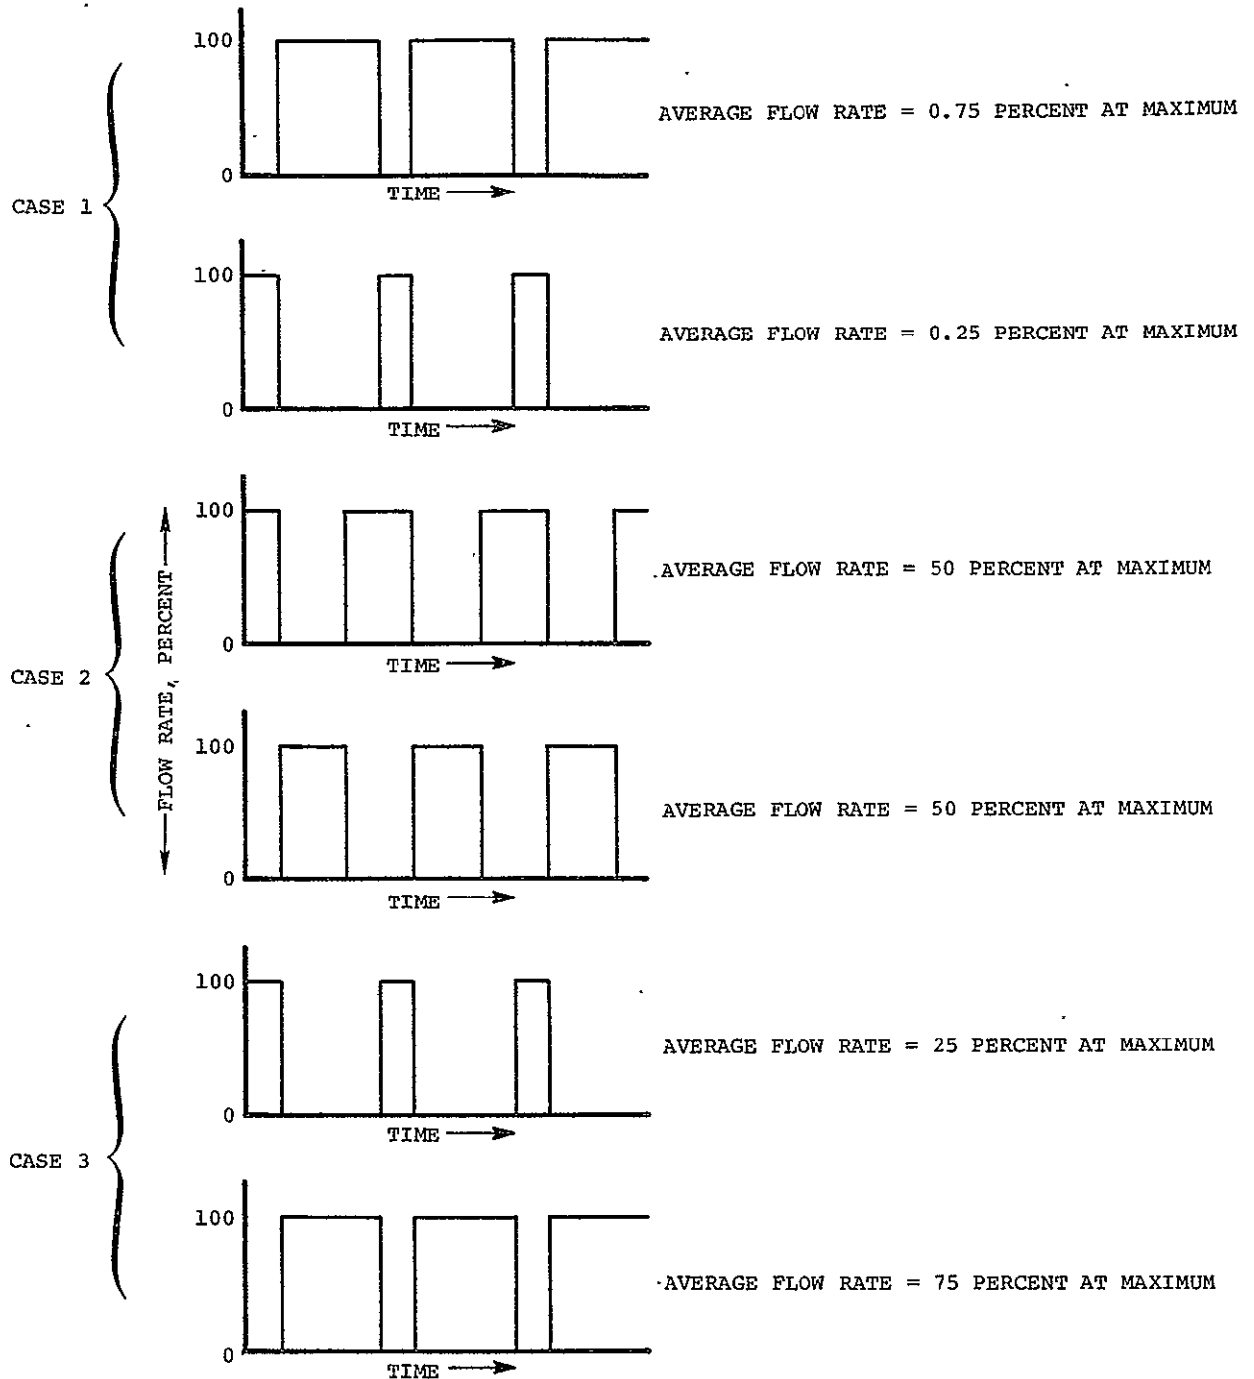 100
0
TIME
AVERAGE FLOW RATE = 0.75 PERCENT AT MAXIMUM
CASE 1
100
0
TIME
AVERAGE FLOW RATE = 0.25 PERCENT AT MAXIMUM
FLOW RATE, PERCENT
100
0
TIME
AVERAGE FLOW RATE = 50 PERCENT AT MAXIMUM
CASE 2
100
0
TIME
AVERAGE FLOW RATE = 50 PERCENT AT MAXIMUM
100
0
TIME
AVERAGE FLOW RATE = 25 PERCENT AT MAXIMUM
CASE 3
100
0
TIME
AVERAGE FLOW RATE = 75 PERCENT AT MAXIMUM